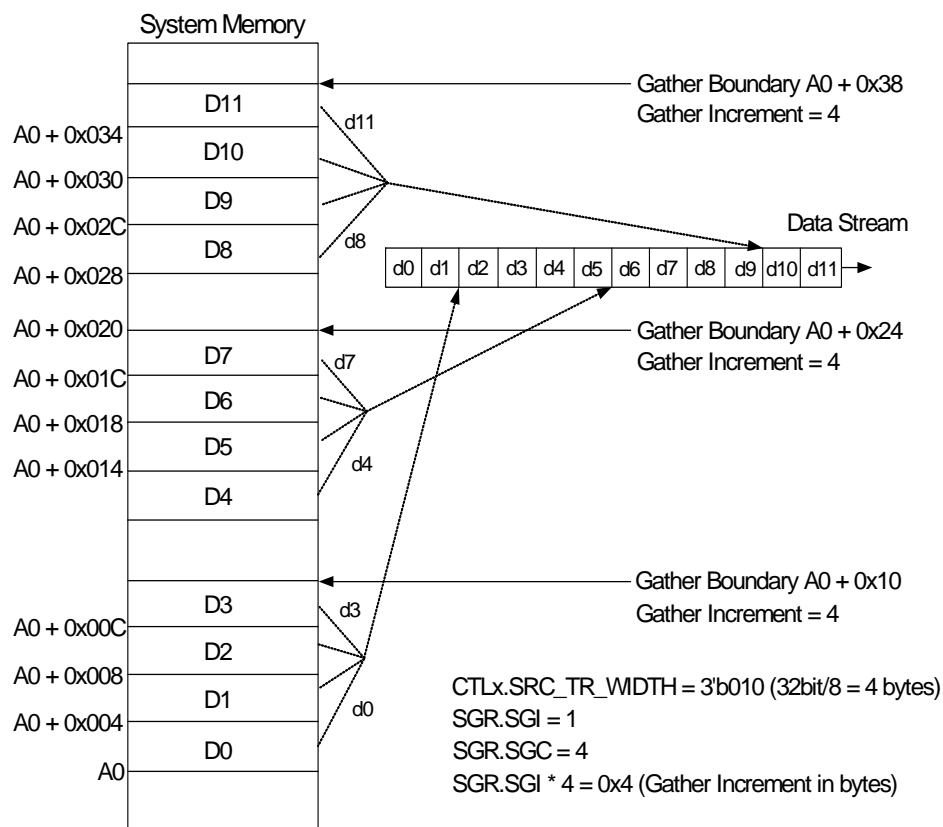 System Memory
Gather Boundary A0 + 0x38
D11
d11
Gather Increment = 4
A0 + 0x034
D10
A0 + 0x030
D9
A0 + 0x02C
D8
d8
Data Stream
A0 + 0x028
d0 d1 d2 d3 d4 d5 d6 d7 d8 d9 d10 d11
A0 + 0x020
Gather Boundary A0 + 0x24
D7
d7
Gather Increment = 4
A0 + 0x01C
D6
A0 + 0x018
D5
A0 + 0x014
d4
D4
Gather Boundary A0 + 0x10
D3
d3
Gather Increment = 4
A0 + 0x00C
D2
A0 + 0x008
D1
d0
A0 + 0x004
D0
A0
CTLx.SRC_TR_WIDTH = 3'b010 (32bit/8 = 4 bytes)
SGR.SGI = 1
SGR.SGC = 4
SGR.SGI * 4 = 0x4 (Gather Increment in bytes)